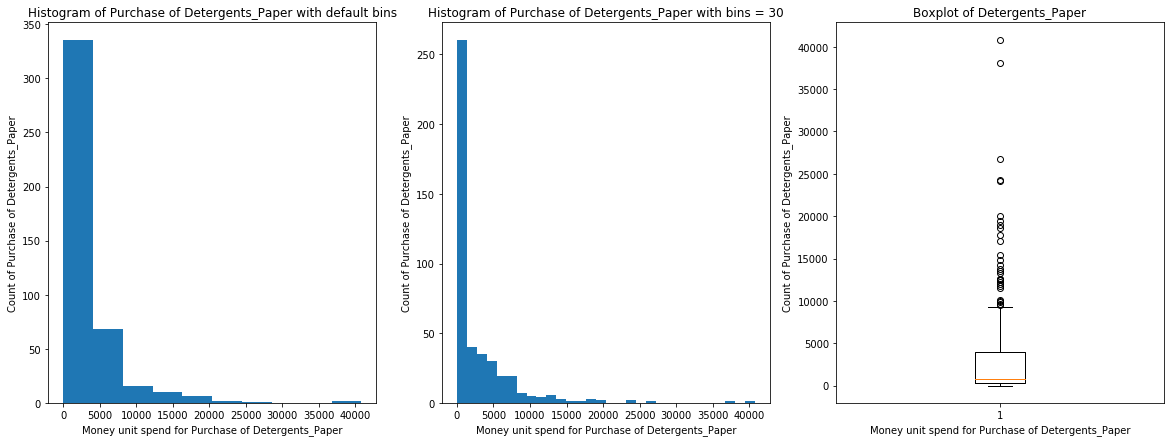 Histogram of Purchase of Detergents_Paper with default bins
350
300
250
200
150
100
50
0
Count of Purchase of Detergents_Paper
0 5000 10000 15000 20000 25000 30000 35000 40000
Money unit spend for Purchase of Detergents_Paper
Histogram of Purchase of Detergents_Paper with bins = 30
250
200
150
100
50
0
Count of Purchase of Detergents_Paper
0 5000 10000 15000 20000 25000 30000 35000 40000
Money unit spend for Purchase of Detergents_Paper
Boxplot of Detergents_Paper
40000
35000
30000
25000
20000
15000
10000
5000
0
Count of Purchase of Detergents_Paper
1
Money unit spend for Purchase of Detergents_Paper